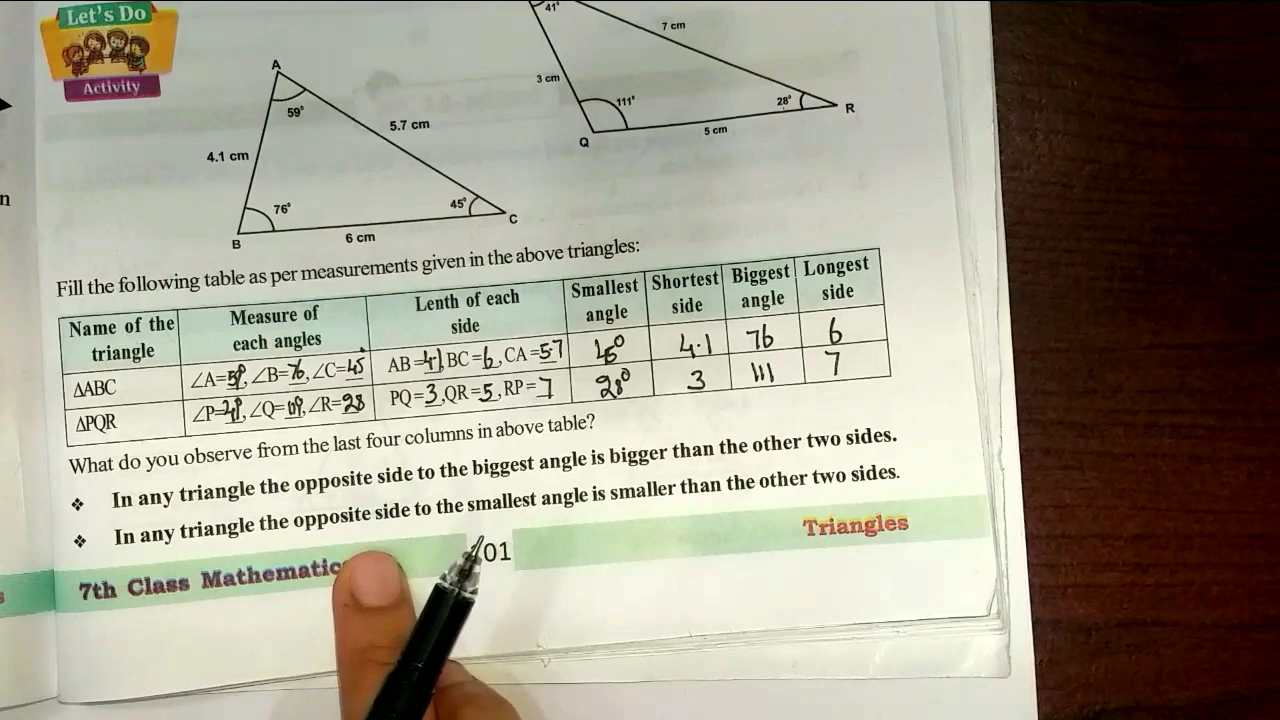 Let's Do
Activity
41°
7 cm
3 cm
111°
28°
R
Q
5 cm
A
59°
5.7 cm
4.1 cm
76°
45°
B
C
6 cm
Fill the following table as per measurements given in the above triangles:
Name of the triangle Measure of each angles Lenth of each side Smallest angle Shortest side Biggest angle Longest side
ΔABC ∠A=59, ∠B=76, ∠C=45 AB=4.1, BC=6, CA=5.7 45° 4.1 76 6
ΔPQR ∠P=, ∠Q=, ∠R=28 PQ=3, QR=5, RP=7 28° 3 111 7
What do you observe from the last four columns in above table?
❖ In any triangle the opposite side to the biggest angle is bigger than the other two sides.
❖ In any triangle the opposite side to the smallest angle is smaller than the other two sides.
7th Class Mathematic
01
Triangles